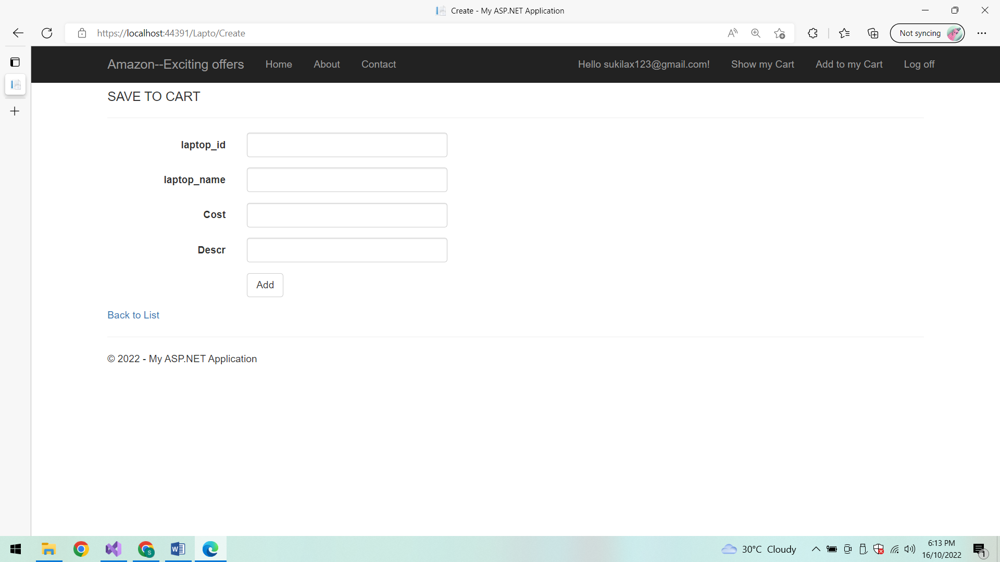 Create - My ASP.NET Application
https://localhost:44391/Lapto/Create
Not syncing
Amazon--Exciting offers Home About Contact Hello sukilax123@gmail.com! Show my Cart Add to my Cart Log off
SAVE TO CART
laptop_id
laptop_name
Cost
Descr
Add
Back to List
© 2022 - My ASP.NET Application
30°C Cloudy
6:13 PM
16/10/2022
1